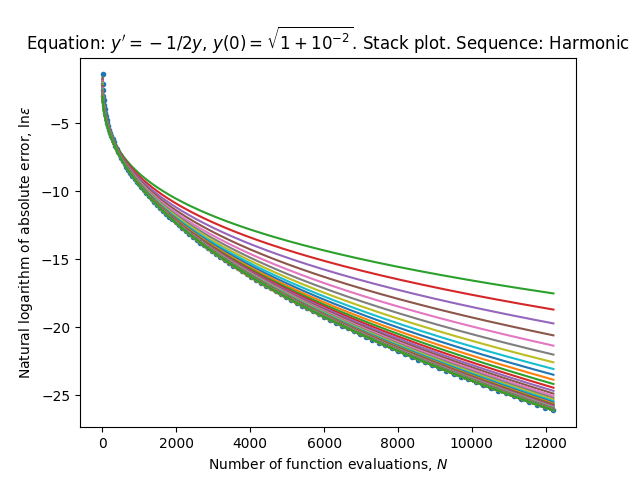 Equation: $y' = -1/2y$, $y(0) = \sqrt{1 + 10^{-2}}$. Stack plot. Sequence: Harmonic
Natural logarithm of absolute error, lnε
−5
−10
−15
−20
−25
0 2000 4000 6000 8000 10000 12000
Number of function evaluations, N